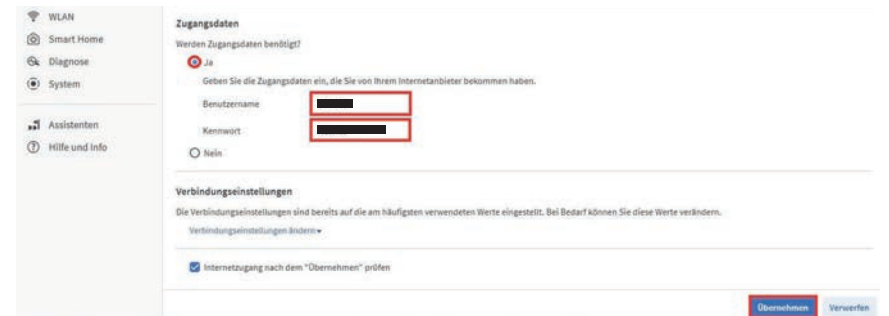 WLAN
Smart Home
Diagnose
System
Assistenten
Hilfe und Info
Zugangsdaten
Werden Zugangsdaten benötigt?
Ja
Geben Sie die Zugangsdaten ein, die Sie von Ihrem Internetanbieter bekommen haben.
Benutzername
Kennwort
Nein
Verbindungseinstellungen
Die Verbindungseinstellungen sind bereits auf die am häufigsten verwendeten Werte eingestellt. Bei Bedarf können Sie diese Werte verändern.
Verbindungseinstellungen ändern
Internetzugang nach dem "Übernehmen" prüfen
Übernehmen Verwerfen